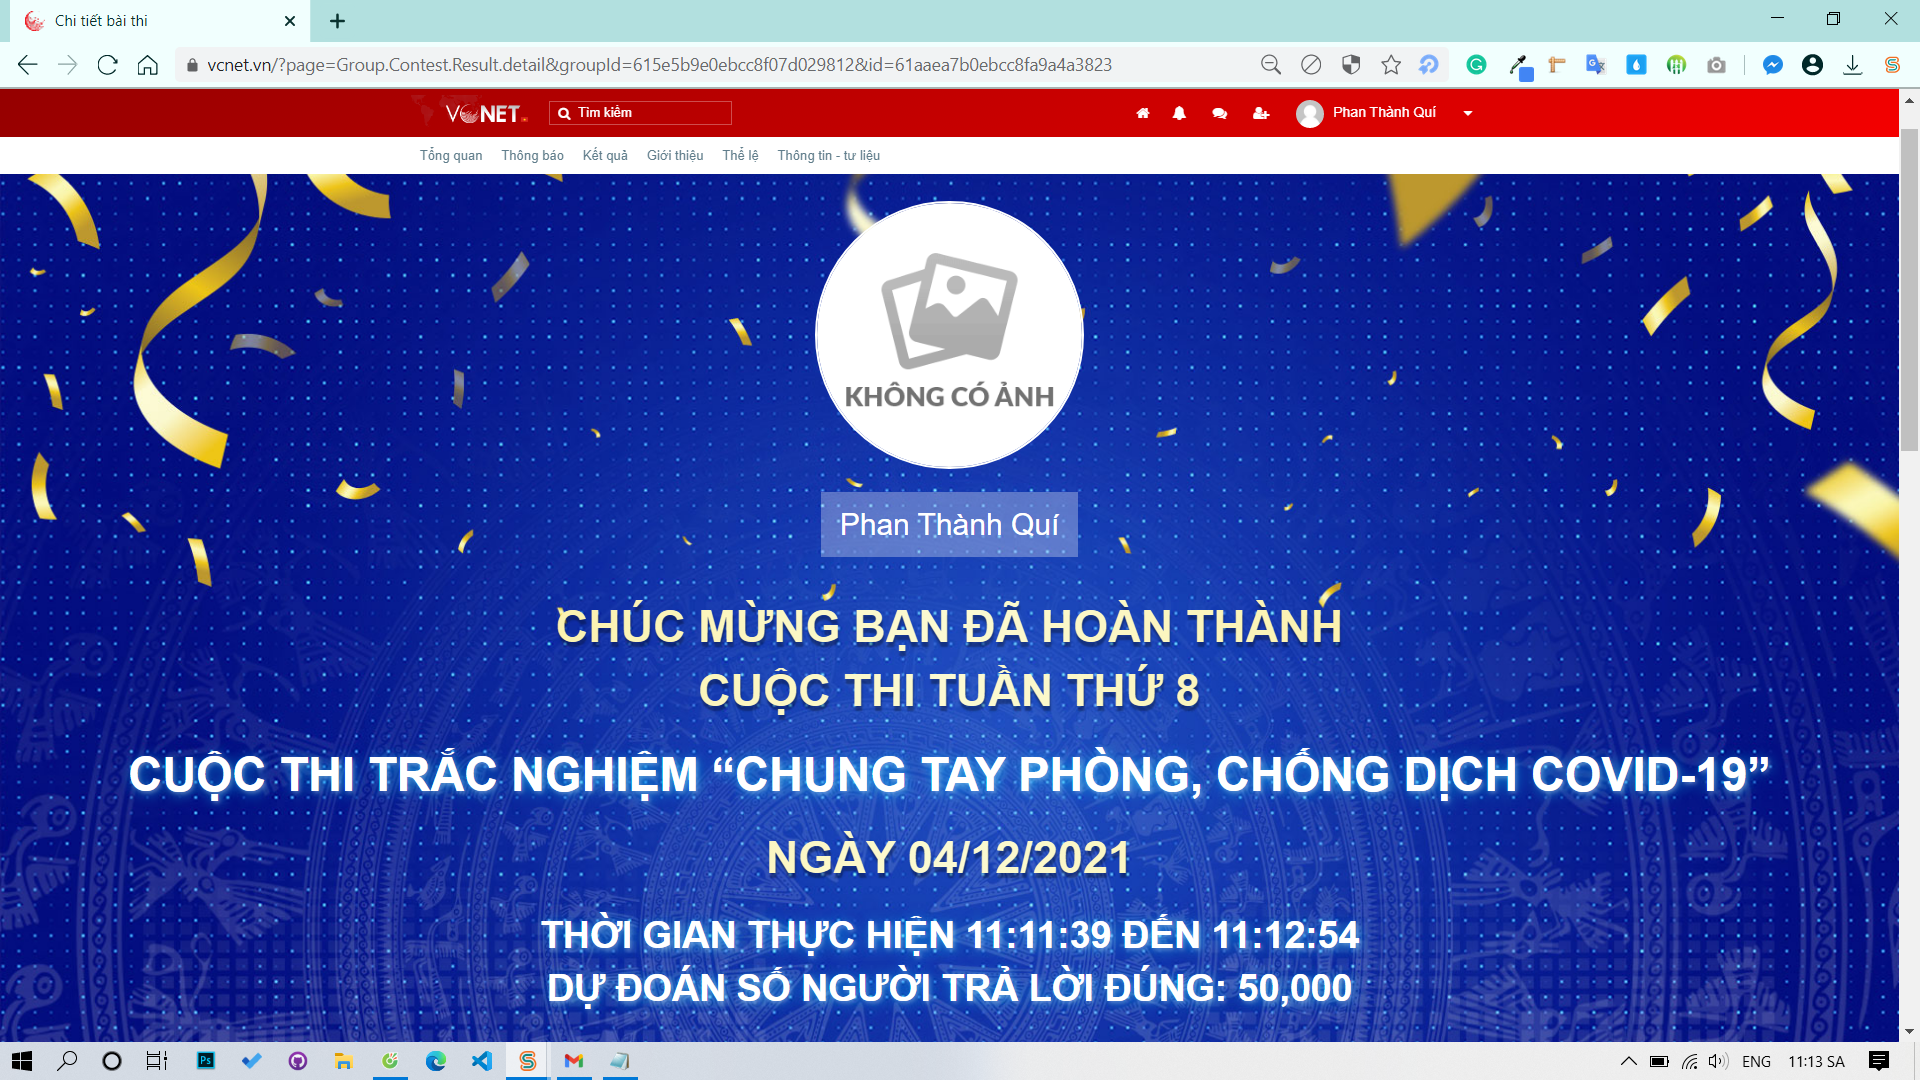 Chi tiết bài thi
vcnet.vn/?page=Group.Contest.Result.detail&groupId=615e5b9e0ebcc8f07d029812&id=61aaea7b0ebcc8fa9a4a3823
VCNET
Tìm kiếm
Phan Thành Quí
Tổng quan Thông báo Kết quả Giới thiệu Thể lệ Thông tin - tư liệu
KHÔNG CÓ ẢNH
Phan Thành Quí
CHÚC MỪNG BẠN ĐÃ HOÀN THÀNH
CUỘC THI TUẦN THỨ 8
CUỘC THI TRẮC NGHIỆM “CHUNG TAY PHÒNG, CHỐNG DỊCH COVID-19”
NGÀY 04/12/2021
THỜI GIAN THỰC HIỆN 11:11:39 ĐẾN 11:12:54
DỰ ĐOÁN SỐ NGƯỜI TRẢ LỜI ĐÚNG: 50,000
Ps
ENG 11:13 SA